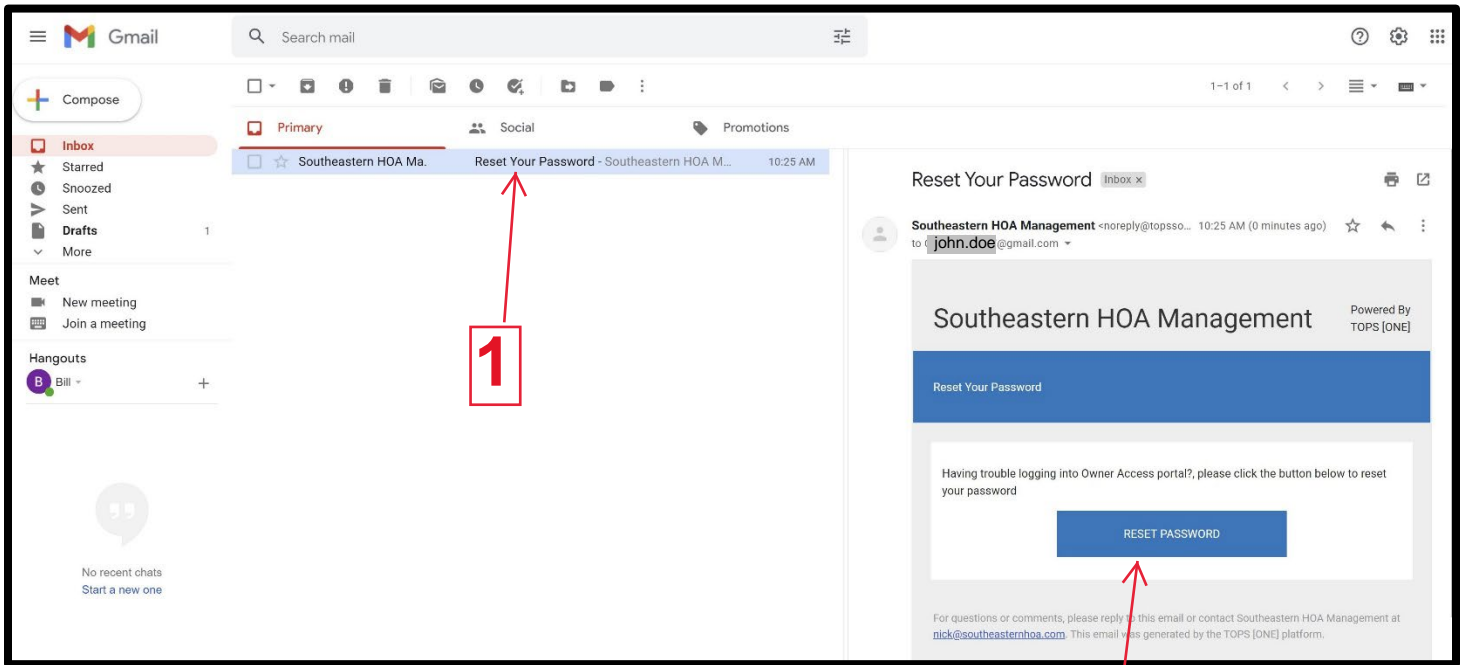 Gmail
Search mail
Compose
1–1 of 1
Inbox
Starred
Snoozed
Sent
Drafts 1
More
Meet
New meeting
Join a meeting
Hangouts
B Bill
No recent chats
Start a new one
Primary Social Promotions
Southeastern HOA Ma. Reset Your Password - Southeastern HOA M... 10:25 AM
1
Reset Your Password Inbox x
Southeastern HOA Management <noreply@topsso... 10:25 AM (0 minutes ago)
to john.doe@gmail.com
Southeastern HOA Management
Powered By
TOPS [ONE]
Reset Your Password
Having trouble logging into Owner Access portal?, please click the button below to reset
your password
RESET PASSWORD
For questions or comments, please reply to this email or contact Southeastern HOA Management at
nick@southeasternhoa.com. This email was generated by the TOPS [ONE] platform.